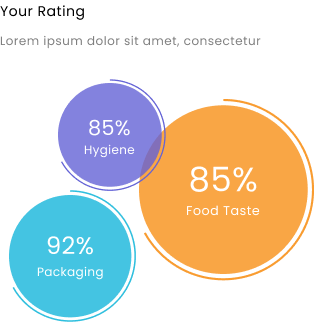 Your Rating
Lorem ipsum dolor sit amet, consectetur
85%
Hygiene
85%
Food Taste
92%
Packaging